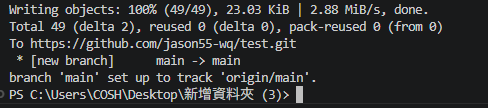 Writing objects: 100% (49/49), 23.03 KiB | 2.88 MiB/s, done.
Total 49 (delta 2), reused 0 (delta 0), pack-reused 0 (from 0)
To https://github.com/jason55-wq/test.git
 * [new branch]      main -> main
branch 'main' set up to track 'origin/main'.
PS C:\Users\COSH\Desktop\新增資料夾 (3)>